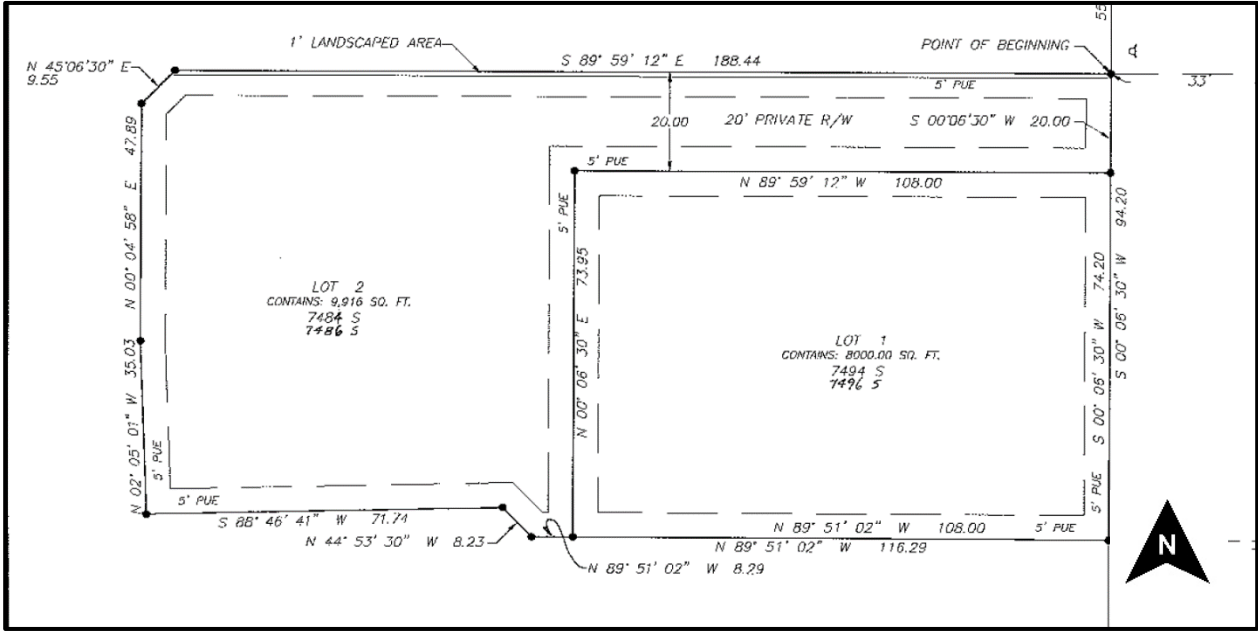 55
1' LANDSCAPED AREA
POINT OF BEGINNING
N 45°06'30" E
9.55
S 89° 59' 12" E 188.44
33'
5' PUE
20.00
20' PRIVATE R/W
S 00°06'30" W 20.00
47.89
5' PUE
N 89° 59' 12" W 108.00
94.20
5' PUE
N 00° 04' 58" E
73.95
74.20
LOT 2
CONTAINS: 9,916 SQ. FT.
7484 S
7486 S
LOT 1
CONTAINS: 8000.00 SQ. FT.
7494 S
7496 S
35.03
N 00° 06' 30" E
S 00° 06' 30" W
S 00° 06' 30" W
N 02° 05' 01" W
5' PUE
5' PUE
5' PUE
S 88° 46' 41" W 71.74
N 44° 53' 30" W 8.23
N 89° 51' 02" W 108.00
5' PUE
N 89° 51' 02" W 116.29
N 89° 51' 02" W 8.29
N